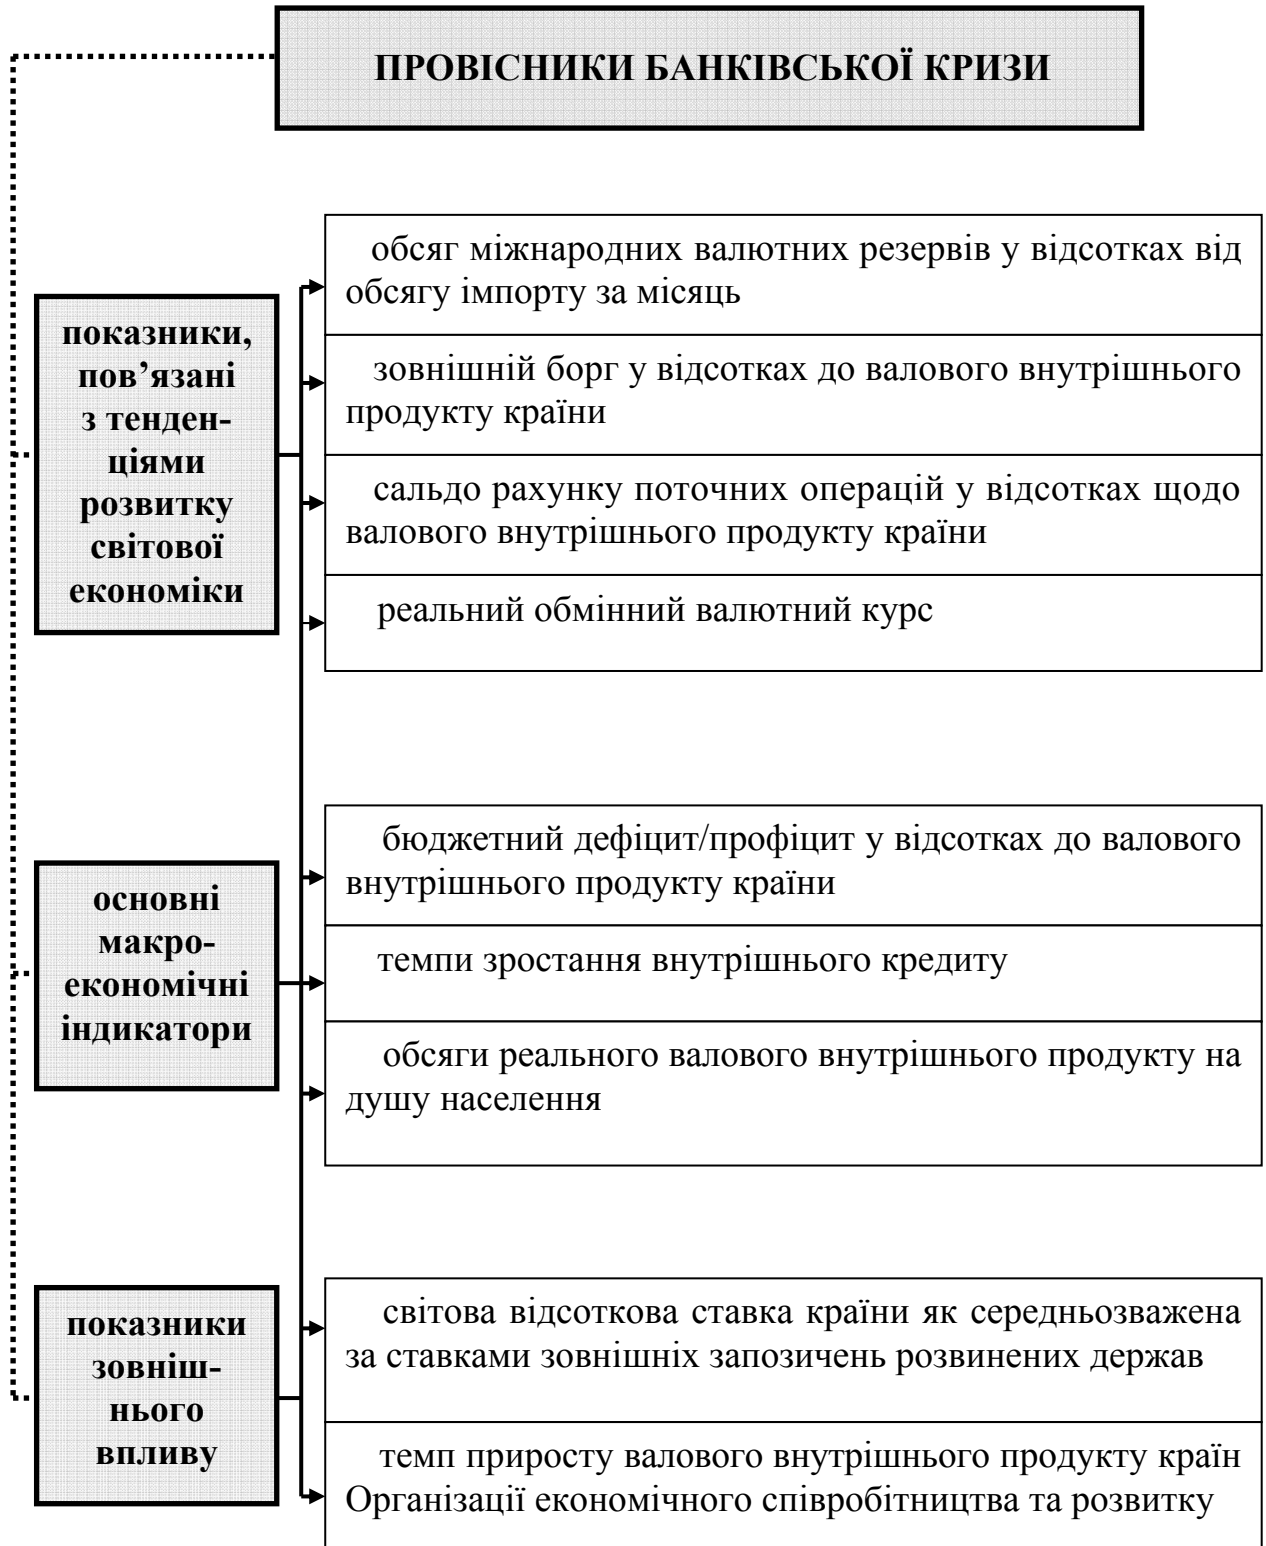 ПРОВІСНИКИ БАНКІВСЬКОЇ КРИЗИ
показники,
пов’язані
з тенден-
ціями
розвитку
світової
економіки
обсяг міжнародних валютних резервів у відсотках від
обсягу імпорту за місяць
зовнішній борг у відсотках до валового внутрішнього
продукту країни
сальдо рахунку поточних операцій у відсотках щодо
валового внутрішнього продукту країни
реальний обмінний валютний курс
основні
макро-
економічні
індикатори
бюджетний дефіцит/профіцит у відсотках до валового
внутрішнього продукту країни
темпи зростання внутрішнього кредиту
обсяги реального валового внутрішнього продукту на
душу населення
показники
зовніш-
нього
впливу
світова відсоткова ставка країни як середньозважена
за ставками зовнішніх запозичень розвинених держав
темп приросту валового внутрішнього продукту країн
Організації економічного співробітництва та розвитку